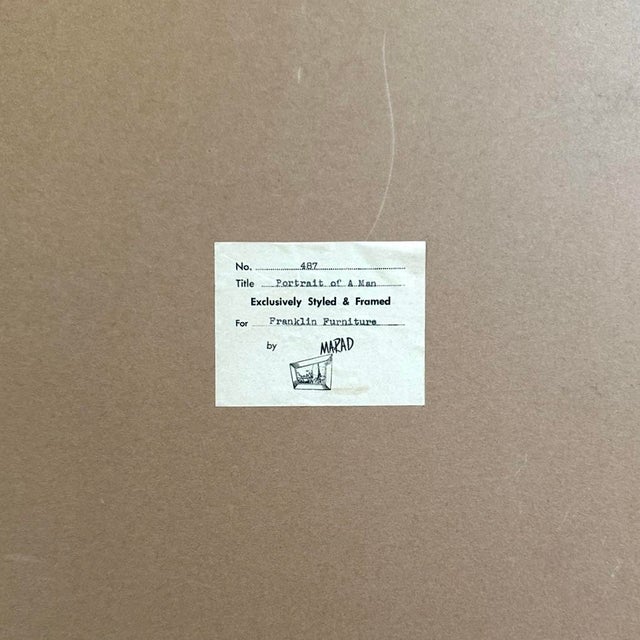 No. 487
Title Portrait of A Man
Exclusively Styled & Framed
For Franklin Furniture
by MARAD